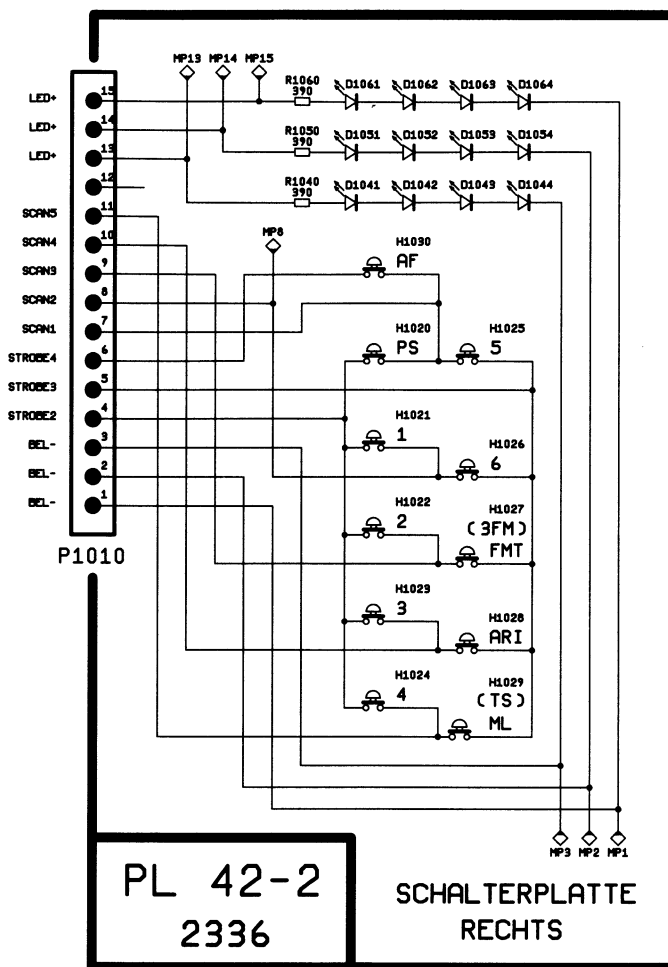 MP13 MP14 MP15
LED+ 15
R1060 D1061 D1062 D1063 D1064
390
LED+ 14
R1050 D1051 D1052 D1053 D1054
390
LED+ 13
12
R1040 D1041 D1042 D1043 D1044
390
SCAN5 11
MP8
SCAN4 10
H1030
AF
SCAN3 9
SCAN2 8
SCAN1 7
H1020 H1025
PS 5
STROBE4 6
STROBE3 5
STROBE2 4
H1021
1
BEL- 3
H1026
6
BEL- 2
BEL- 1
H1022 H1027
2 (3FM)
FMT
P1010
H1023
3
H1028
ARI
H1024 H1029
4 (TS)
ML
MP3 MP2 MP1
PL 42-2
2336
SCHALTERPLATTE
RECHTS